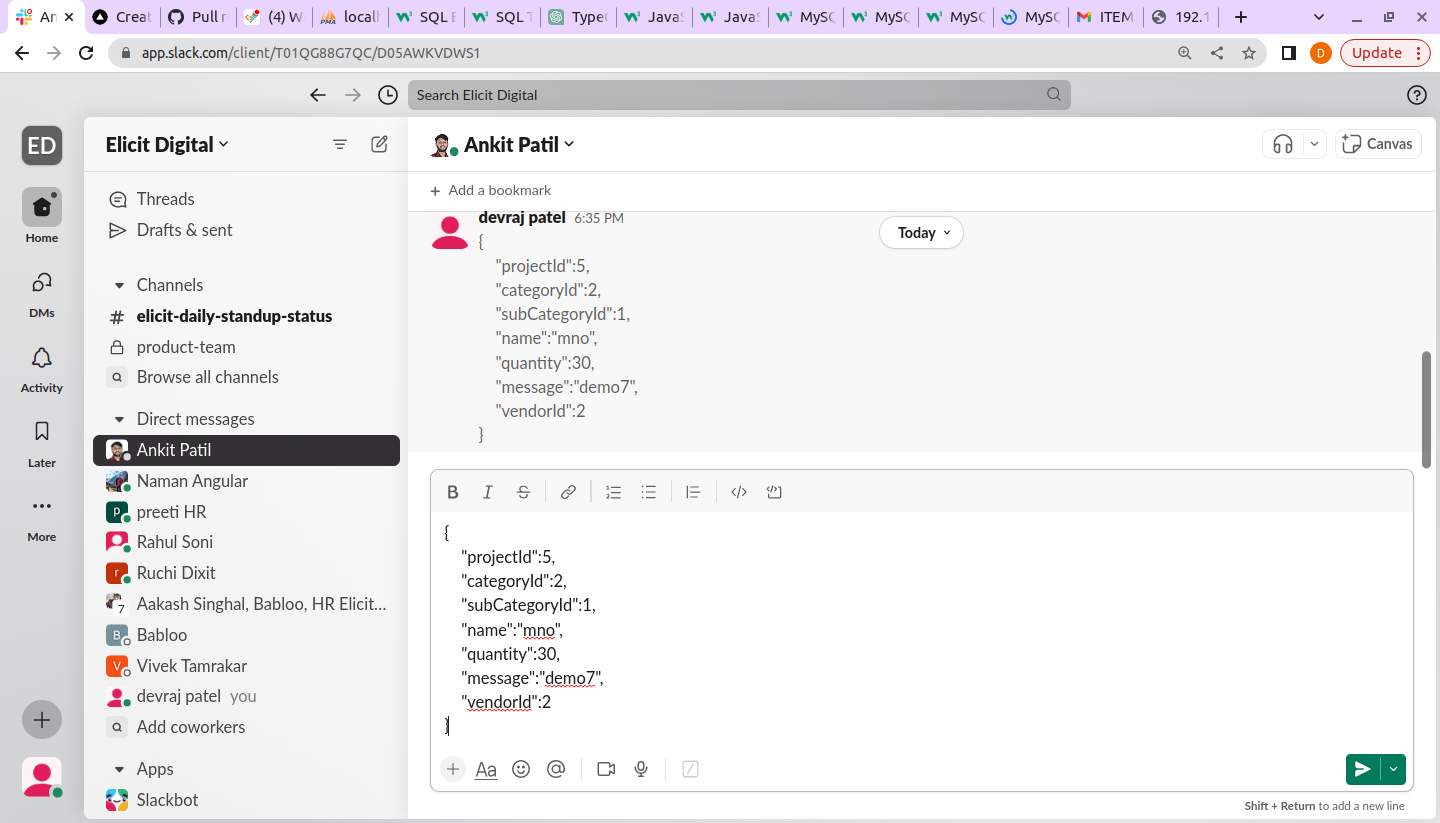 An
Creat
Pull r
(4) W
locall
SQL E
SQL T
Type
Javas
Java
MySC
MySC
MySC
MySC
ITEM
192.1
app.slack.com/client/T01QG88G7QC/D05AWKVDWS1
D
Update
Search Elicit Digital
ED
Elicit Digital
Ankit Patil
Canvas
Add a bookmark
Home
DMs
Activity
Later
More
Threads
Drafts & sent
Channels
# elicit-daily-standup-status
product-team
Browse all channels
Direct messages
Ankit Patil
Naman Angular
p preeti HR
Rahul Soni
r Ruchi Dixit
7 Aakash Singhal, Babloo, HR Elicit...
B Babloo
V Vivek Tamrakar
devraj patel you
Add coworkers
Apps
Slackbot
devraj patel 6:35 PM
Today
{
"projectId":5,
"categoryId":2,
"subCategoryId":1,
"name":"mno",
"quantity":30,
"message":"demo7",
"vendorId":2
}
B I S
{
"projectId":5,
"categoryId":2,
"subCategoryId":1,
"name":"mno",
"quantity":30,
"message":"demo7",
"vendorId":2
}
Aa
Shift + Return to add a new line